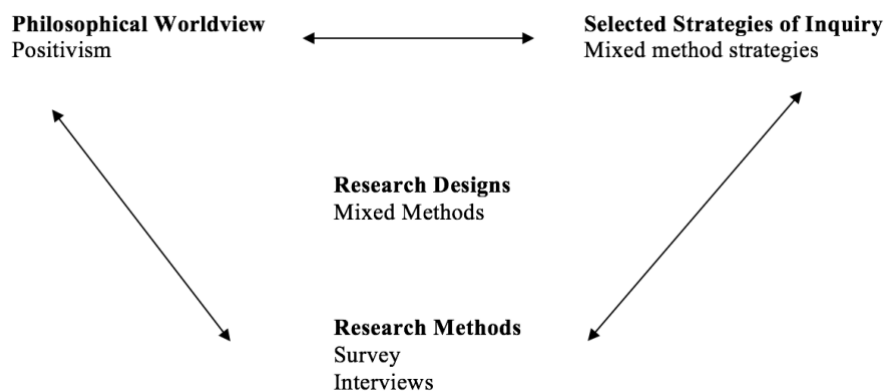 Philosophical Worldview
Positivism
Selected Strategies of Inquiry
Mixed method strategies
Research Designs
Mixed Methods
Research Methods
Survey
Interviews